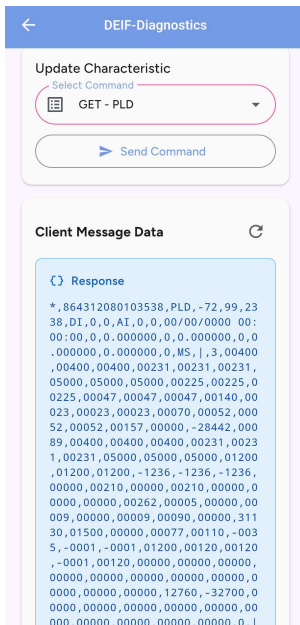 DEIF-Diagnostics
Update Characteristic
Select Command
GET - PLD
Send Command
Client Message Data
{} Response
*,864312080103538,PLD,-72,99,23
38,DI,0,0,AI,0,0,00/00/0000 00:
00:00,0,0.000000,0,0.000000,0,0
.000000,0.000000,0,MS,|,3,00400
,00400,00400,00231,00231,00231,
05000,05000,05000,00225,00225,0
0225,00047,00047,00047,00140,00
023,00023,00023,00070,00052,000
52,00052,00157,00000,-28442,000
89,00400,00400,00400,00231,0023
1,00231,05000,05000,05000,01200
,01200,01200,-1236,-1236,-1236,
00000,00210,00000,00210,00000,0
0000,00000,00262,00005,00000,00
009,00000,00009,00090,00000,311
30,01500,00000,00077,00110,-003
5,-0001,-0001,01200,00120,00120
,-0001,00120,00000,00000,00000,
00000,00000,00000,00000,00000,0
0000,00000,00000,12760,-32700,0
0000,00000,00000,00000,00000,00
000,00000,00000,00000,00000,0,|